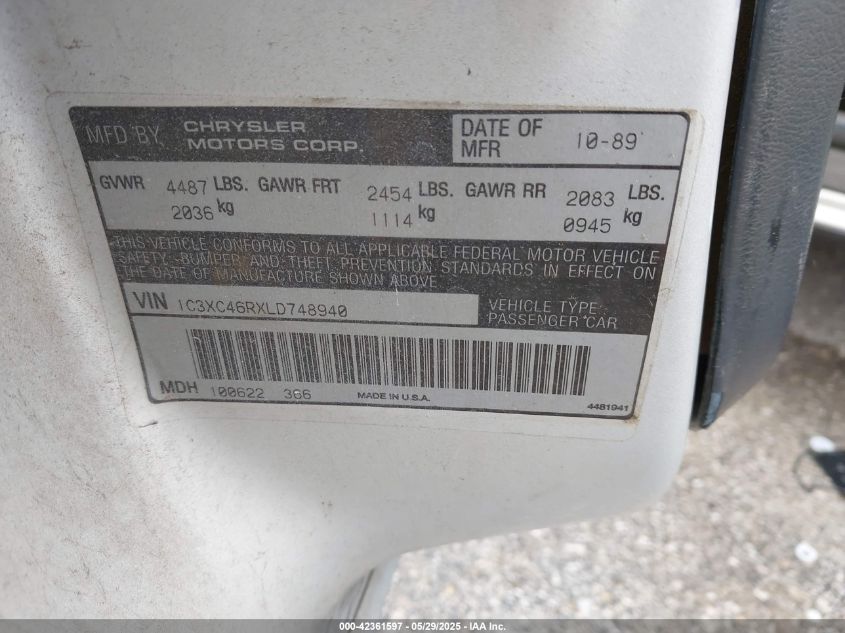 MFD BY CHRYSLER MOTORS CORP.
DATE OF MFR 10-89
GVWR 4487 LBS. GAWR FRT 2454 LBS. GAWR RR 2083 LBS.
2036 kg 1114 kg 0945 kg
THIS VEHICLE CONFORMS TO ALL APPLICABLE FEDERAL MOTOR VEHICLE
SAFETY, BUMPER, AND THEFT PREVENTION STANDARDS IN EFFECT ON
THE DATE OF MANUFACTURE SHOWN ABOVE
VIN 1C3XC46RXLD748940
VEHICLE TYPE
PASSENGER CAR
MDH 100622 366 MADE IN U.S.A. 4481941
000-42361597 - 05/29/2025 - IAA Inc.